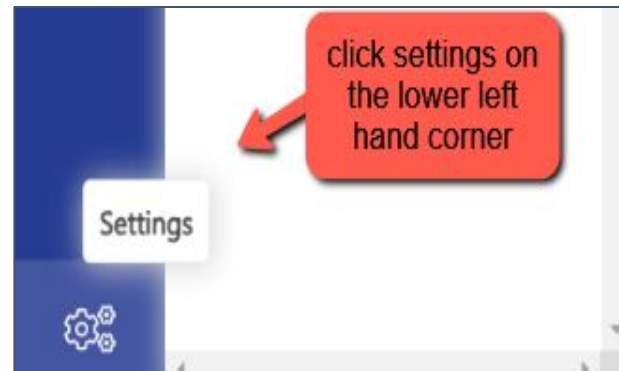 click settings on
the lower left
hand corner
Settings